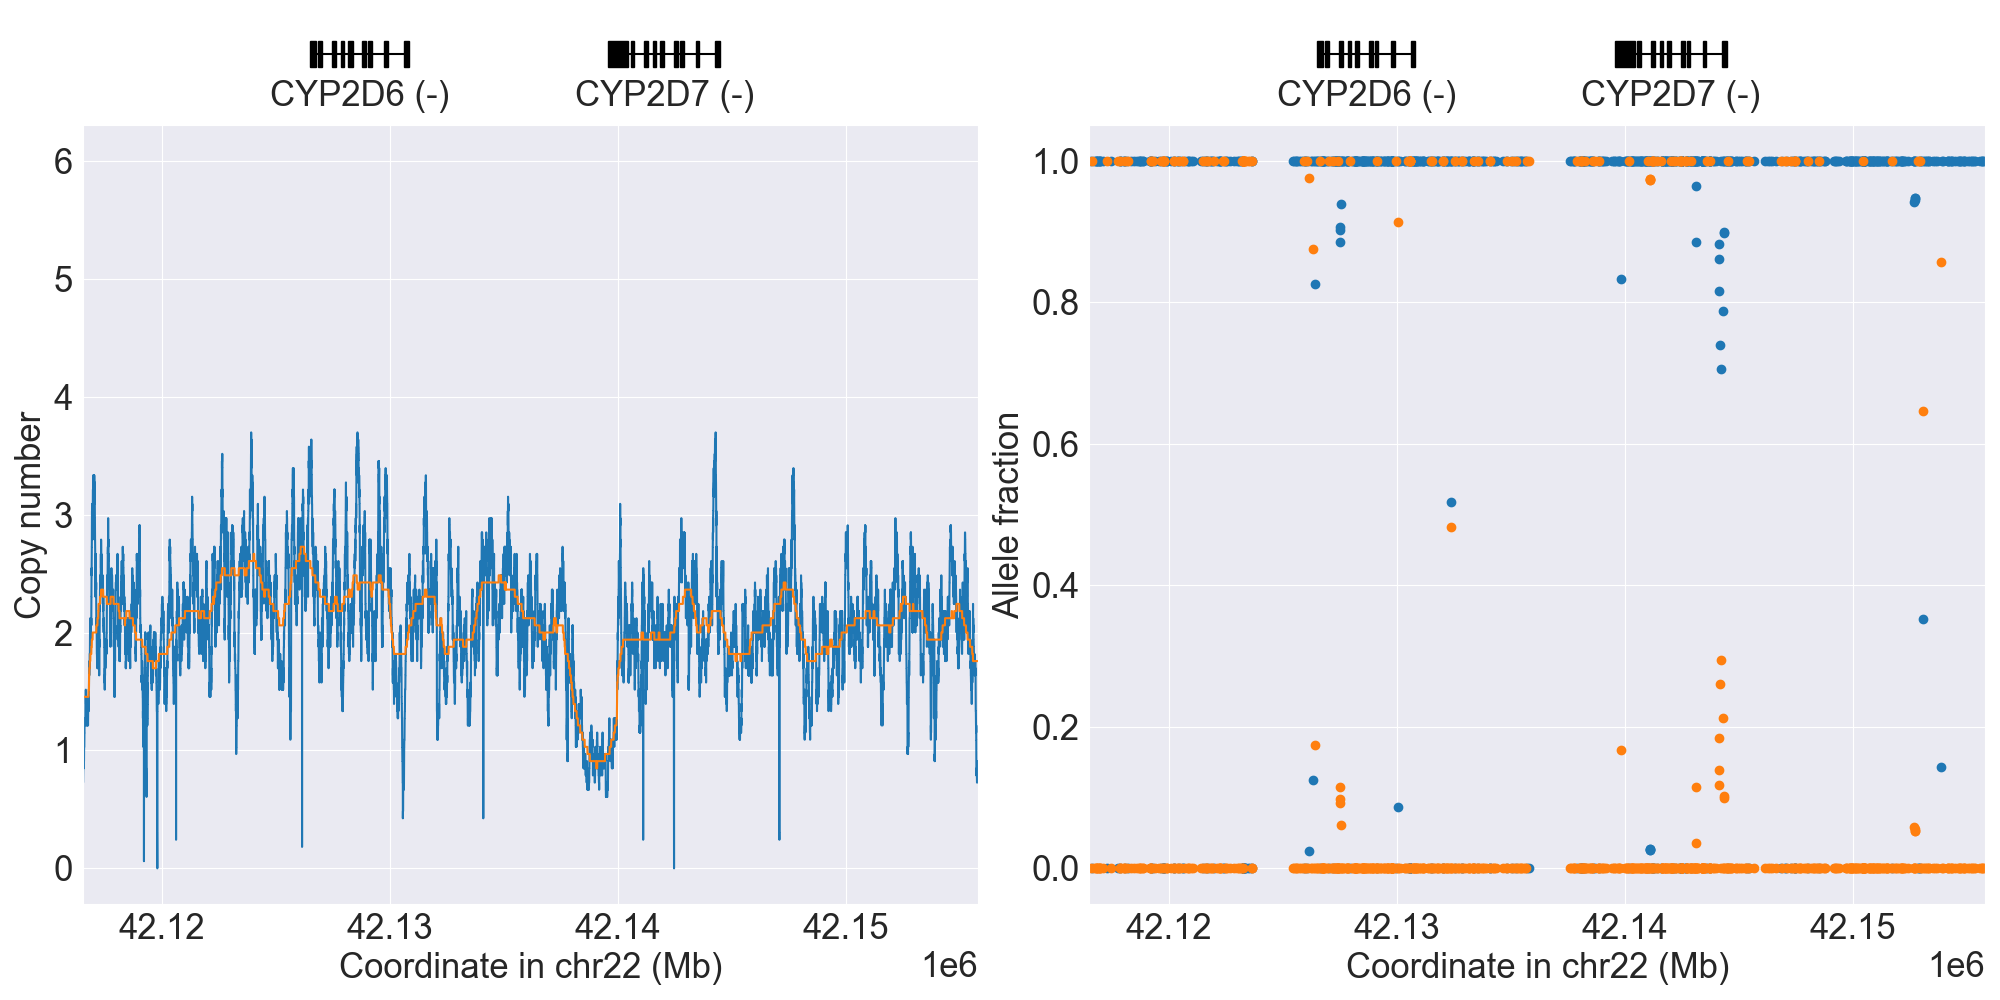 CYP2D6 (-) CYP2D7 (-)
6
5
4
3
2
1
0
Copy number
42.12 42.13 42.14 42.15
Coordinate in chr22 (Mb)
1e6
CYP2D6 (-) CYP2D7 (-)
1.0
0.8
0.6
0.4
0.2
0.0
Allele fraction
42.12 42.13 42.14 42.15
Coordinate in chr22 (Mb)
1e6